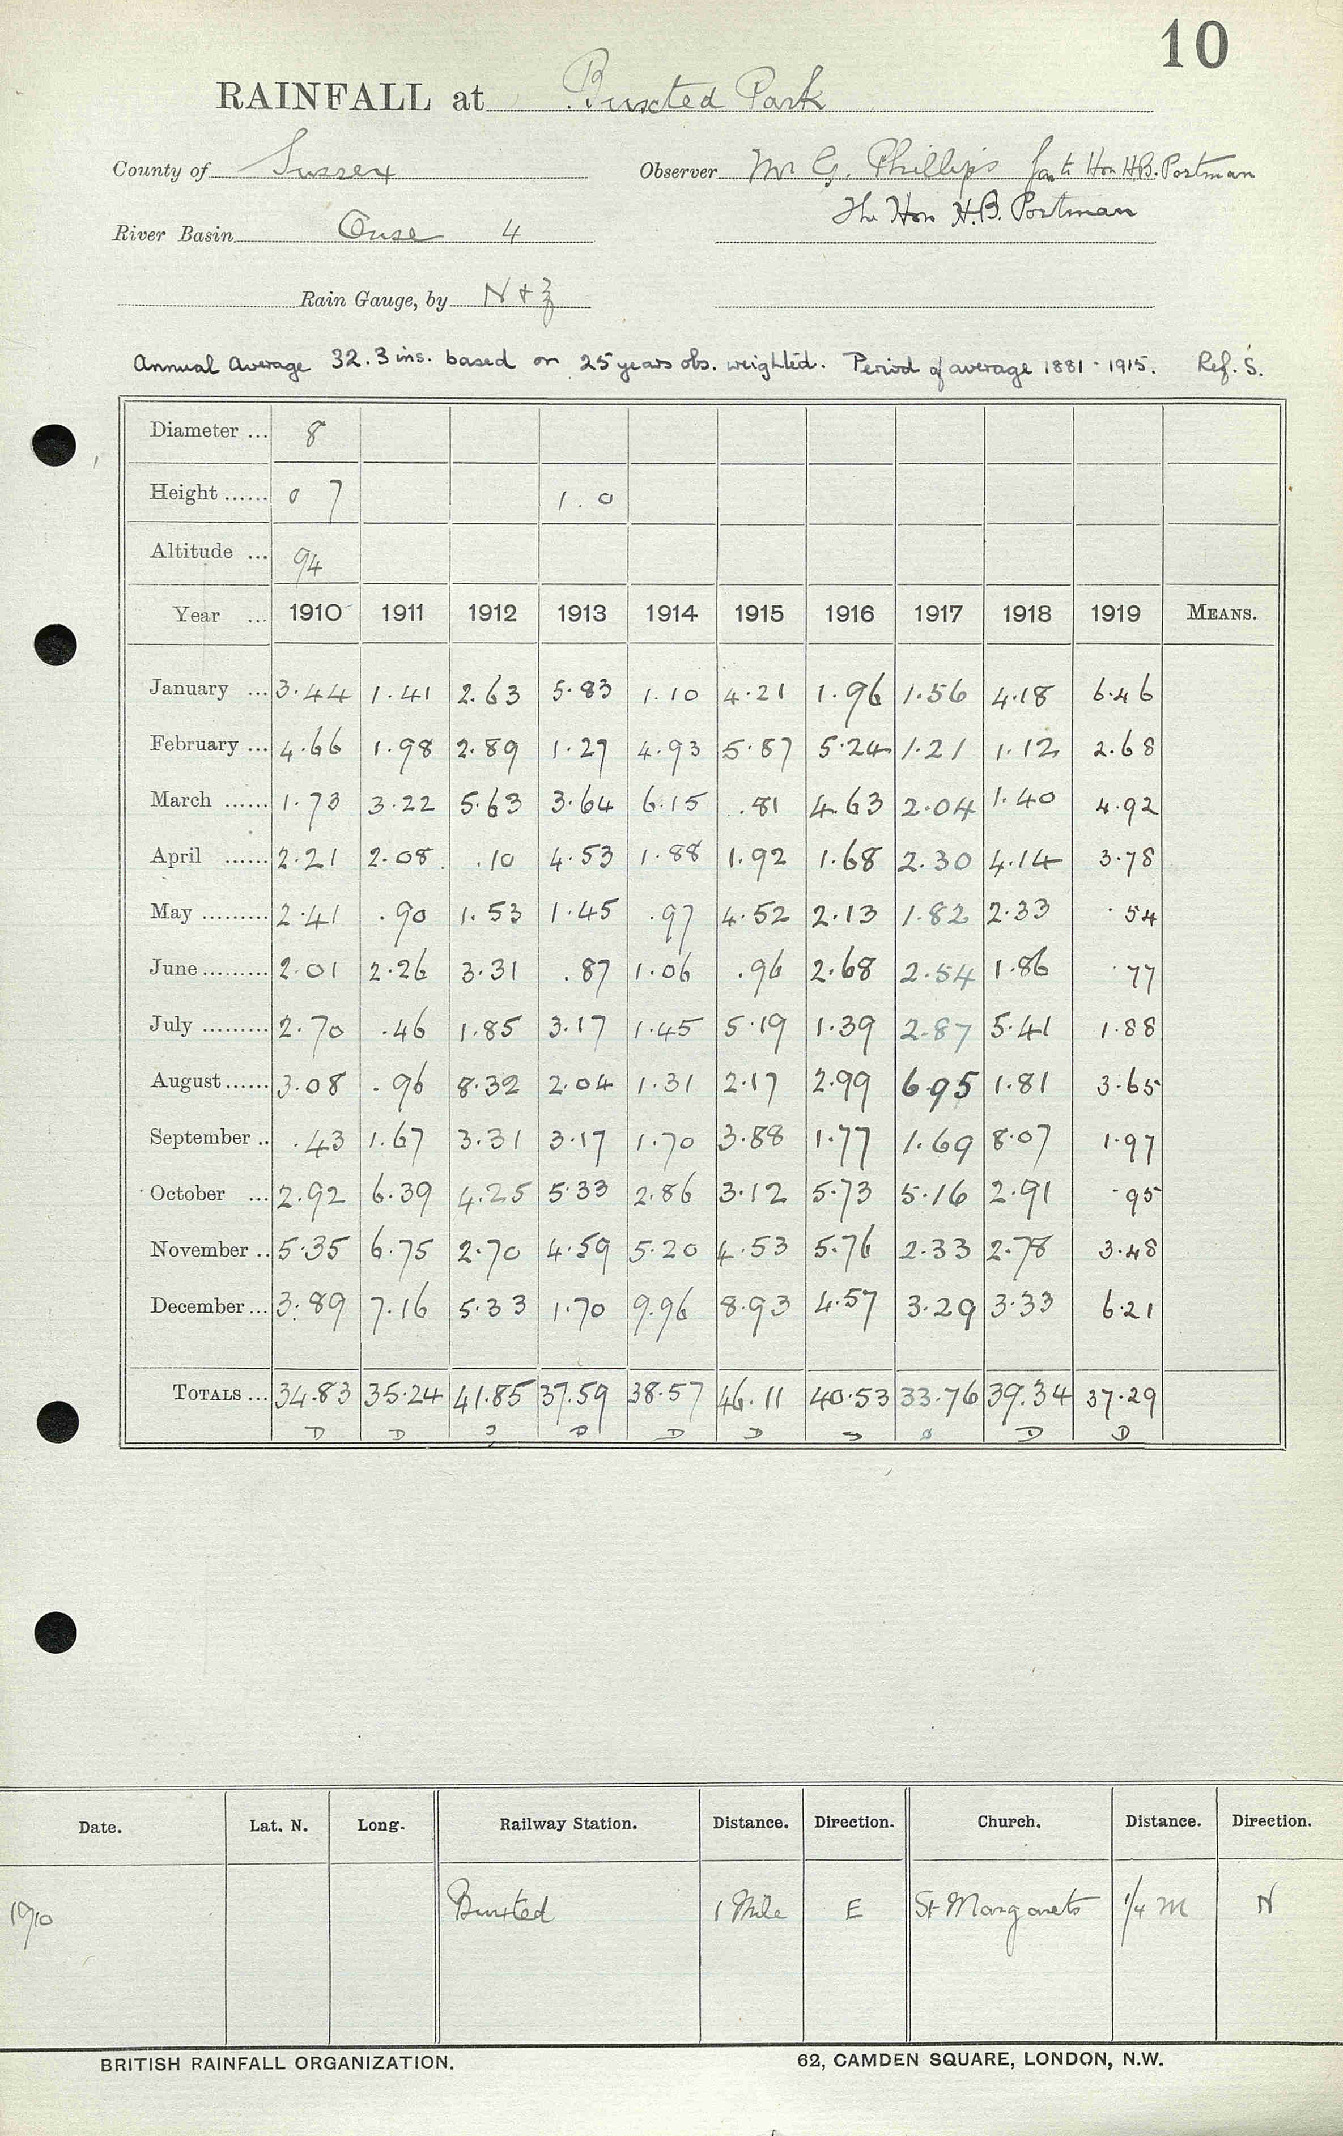 10
RAINFALL at Buxted Park
County of Sussex Observer Mr G. Phillips for the Hon H.B. Portman
The Hon H.B. Portman
River Basin Ouse 4
Rain Gauge, by N & Z
Annual Average 32.3 ins. based on 25 years obs. weighted. Period of average 1881-1915. Ref. S.
Diameter ... 8
Height ...... 0 7 1.0
Altitude ... 94
Year ... 1910 1911 1912 1913 1914 1915 1916 1917 1918 1919 MEANS.
January ... 3.44 1.41 2.63 5.83 1.10 4.21 1.96 1.56 4.18 6.46
February ... 4.66 1.98 2.89 1.27 4.93 5.87 5.24 1.21 1.12 2.68
March ...... 1.73 3.22 5.63 3.64 6.15 .81 4.63 2.04 1.40 4.92
April ...... 2.21 2.08 .10 4.53 1.88 1.92 1.68 2.30 4.14 3.78
May ......... 2.41 .90 1.53 1.45 .97 4.52 2.13 1.82 2.33 .54
June ......... 2.01 2.26 3.31 .87 1.06 .96 2.68 2.54 1.86 .77
July ......... 2.70 .46 1.85 3.17 1.45 5.19 1.39 2.87 5.41 1.88
August ...... 3.08 .96 8.32 2.04 1.31 2.17 2.99 6.95 1.81 3.65
September .. .43 1.67 3.31 3.17 1.70 3.88 1.77 1.69 8.07 1.97
October ... 2.92 6.39 4.25 5.33 2.86 3.12 5.73 5.16 2.91 .95
November .. 5.35 6.75 2.70 4.59 5.20 4.53 5.76 2.33 2.78 3.48
December ... 3.89 7.16 5.33 1.70 9.96 8.93 4.57 3.29 3.33 6.21
TOTALS ... 34.83 35.24 41.85 37.59 38.57 46.11 40.53 33.76 39.34 37.29
Date. Lat. N. Long. Railway Station. Distance. Direction. Church. Distance. Direction.
1910 Buxted 1 Mile E St Margarets 1/4 m N
BRITISH RAINFALL ORGANIZATION. 62, CAMDEN SQUARE, LONDON, N.W.